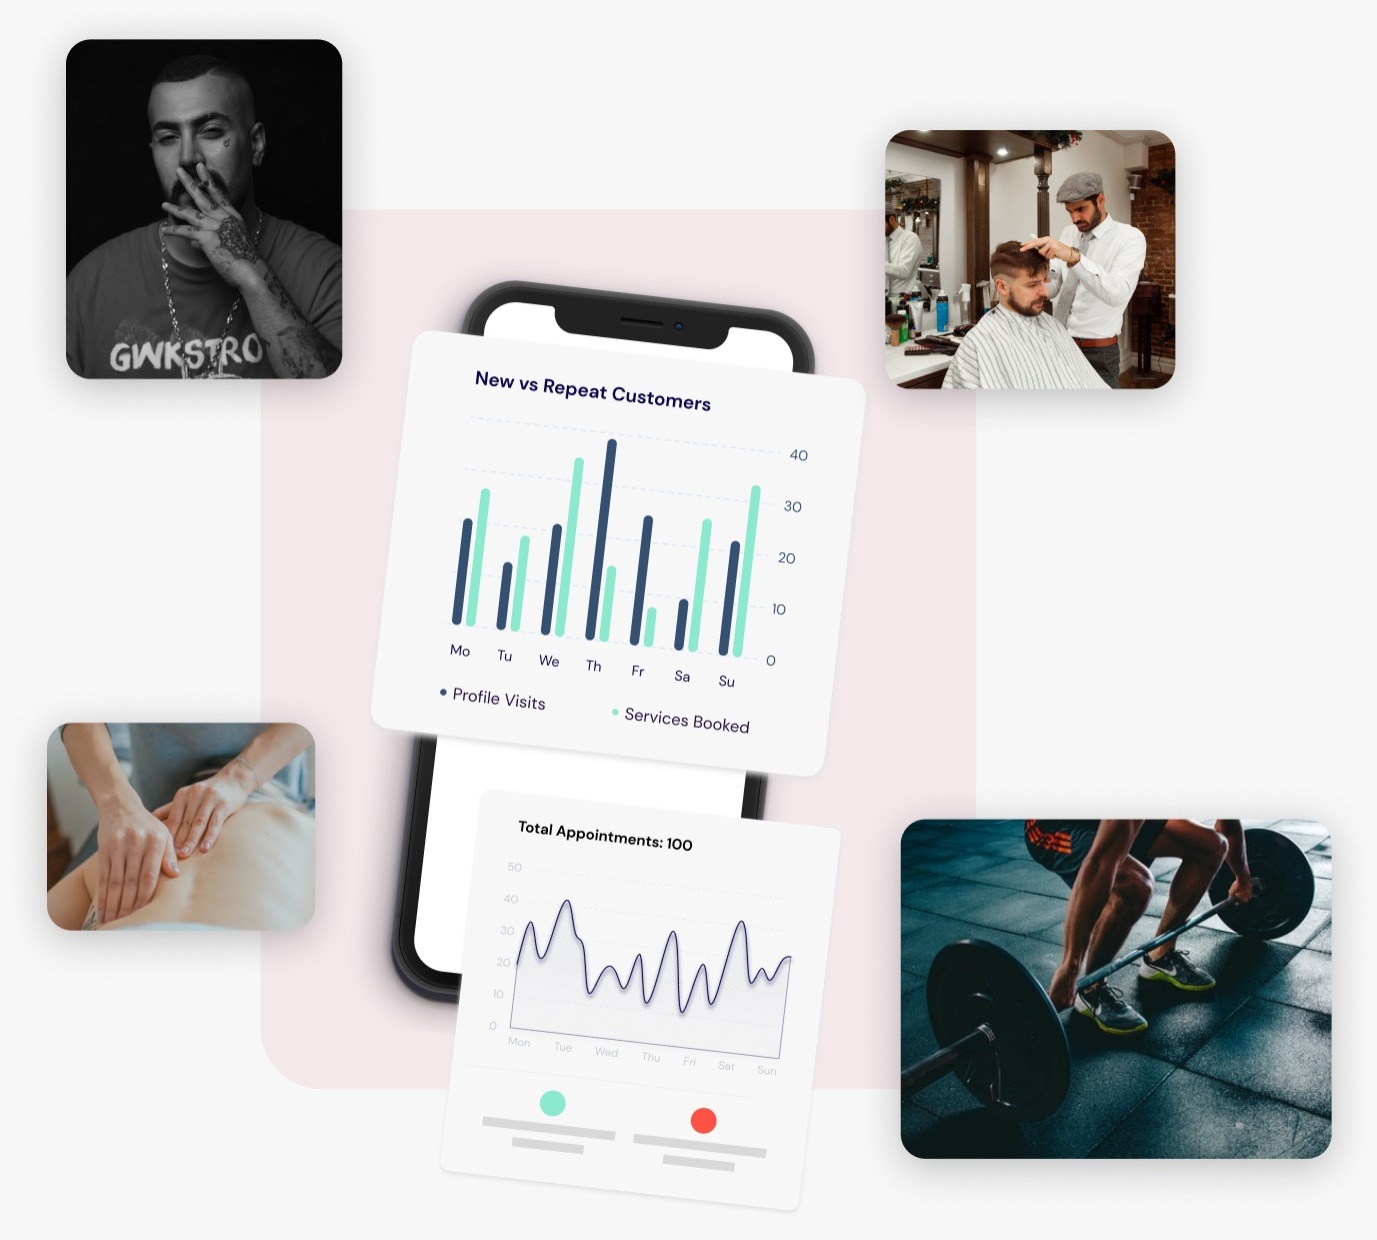 GWKSTRO
New vs Repeat Customers
40
30
20
10
0
Mo Tu We Th Fr Sa Su
Profile Visits Services Booked
Total Appointments: 100
50
40
30
20
10
0
Mon Tue Wed Thu Fri Sat Sun